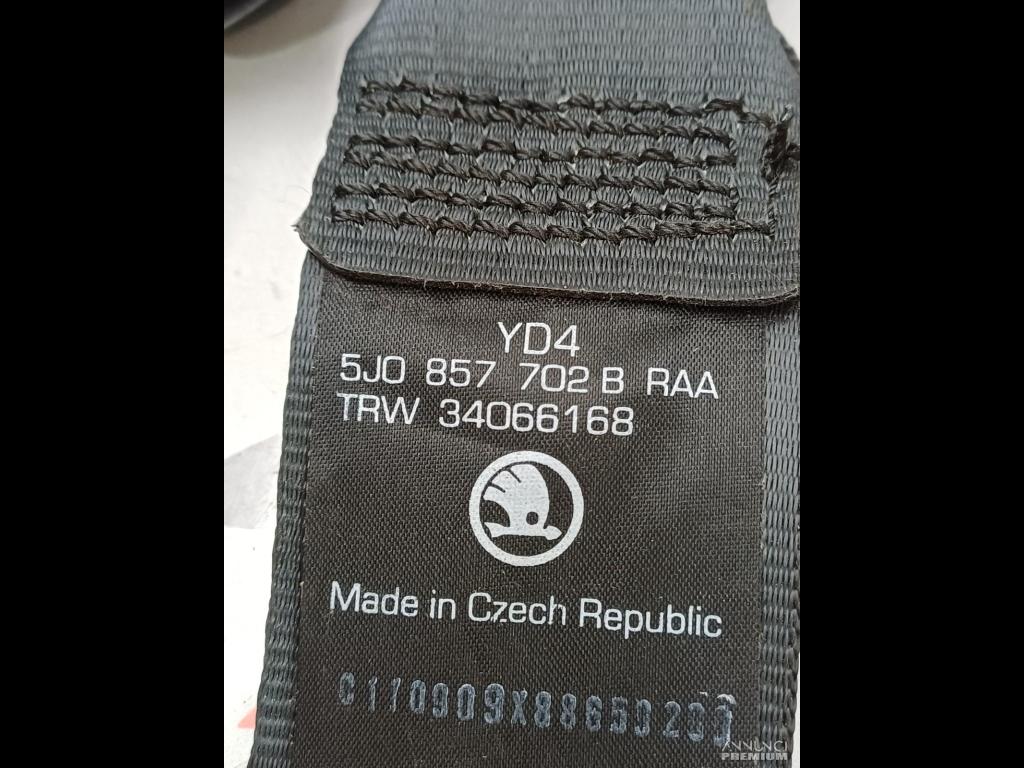 YD4
5J0 857 702 B RAA
TRW 34066168
Made in Czech Republic
ANNUNCI
PREMIUM